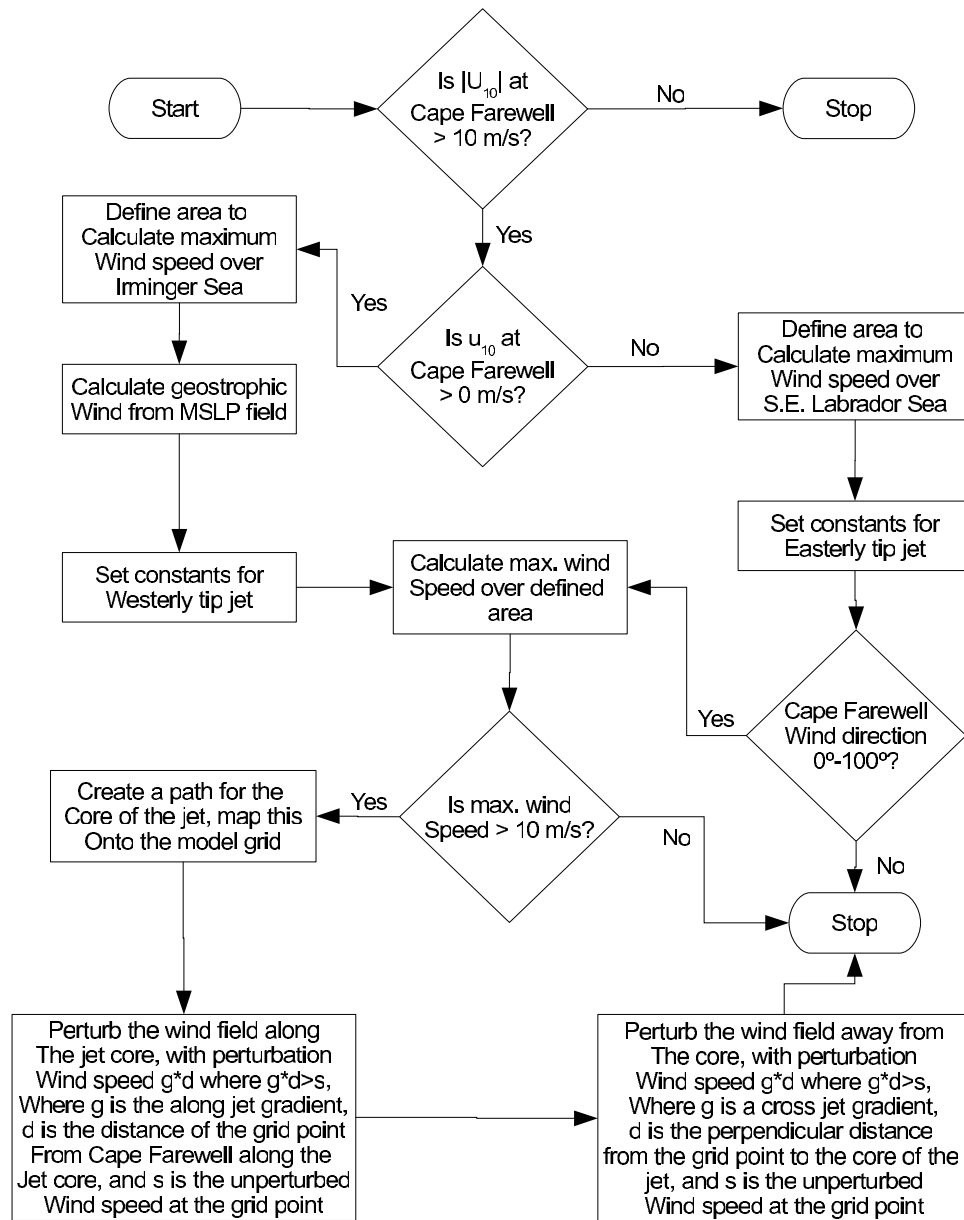 Start
Is |U₁₀| at
Cape Farewell
> 10 m/s?
No
Stop
Yes
Define area to
Calculate maximum
Wind speed over
Irminger Sea
Yes
Is u₁₀ at
Cape Farewell
> 0 m/s?
No
Define area to
Calculate maximum
Wind speed over
S.E. Labrador Sea
Calculate geostrophic
Wind from MSLP field
Set constants for
Easterly tip jet
Set constants for
Westerly tip jet
Calculate max. wind
Speed over defined
area
Yes
Cape Farewell
Wind direction
0º-100º?
No
Create a path for the
Core of the jet, map this
Onto the model grid
Yes
Is max. wind
Speed > 10 m/s?
No
Stop
Perturb the wind field along
The jet core, with perturbation
Wind speed g*d where g*d>s,
Where g is the along jet gradient,
d is the distance of the grid point
From Cape Farewell along the
Jet core, and s is the unperturbed
Wind speed at the grid point
Perturb the wind field away from
The core, with perturbation
Wind speed g*d where g*d>s,
Where g is a cross jet gradient,
d is the perpendicular distance
from the grid point to the core of the
jet, and s is the unperturbed
Wind speed at the grid point